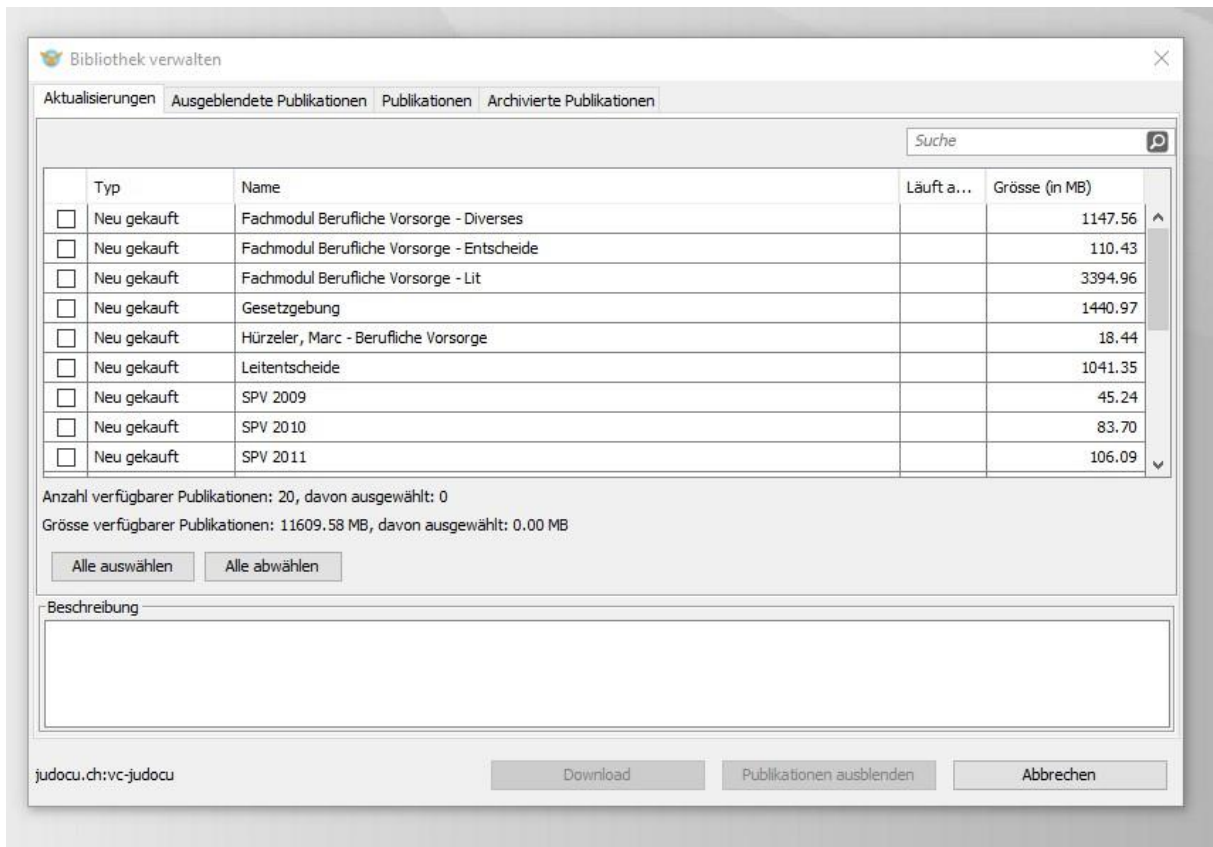 Bibliothek verwalten
Aktualisierungen Ausgeblendete Publikationen Publikationen Archivierte Publikationen
Suche
Typ Name Läuft a... Grösse (in MB)
Neu gekauft Fachmodul Berufliche Vorsorge - Diverses 1147.56
Neu gekauft Fachmodul Berufliche Vorsorge - Entscheide 110.43
Neu gekauft Fachmodul Berufliche Vorsorge - Lit 3394.96
Neu gekauft Gesetzgebung 1440.97
Neu gekauft Hürzeler, Marc - Berufliche Vorsorge 18.44
Neu gekauft Leitentscheide 1041.35
Neu gekauft SPV 2009 45.24
Neu gekauft SPV 2010 83.70
Neu gekauft SPV 2011 106.09
Anzahl verfügbarer Publikationen: 20, davon ausgewählt: 0
Grösse verfügbarer Publikationen: 11609.58 MB, davon ausgewählt: 0.00 MB
Alle auswählen Alle abwählen
Beschreibung
judocu.ch:vc-judocu Download Publikationen ausblenden Abbrechen